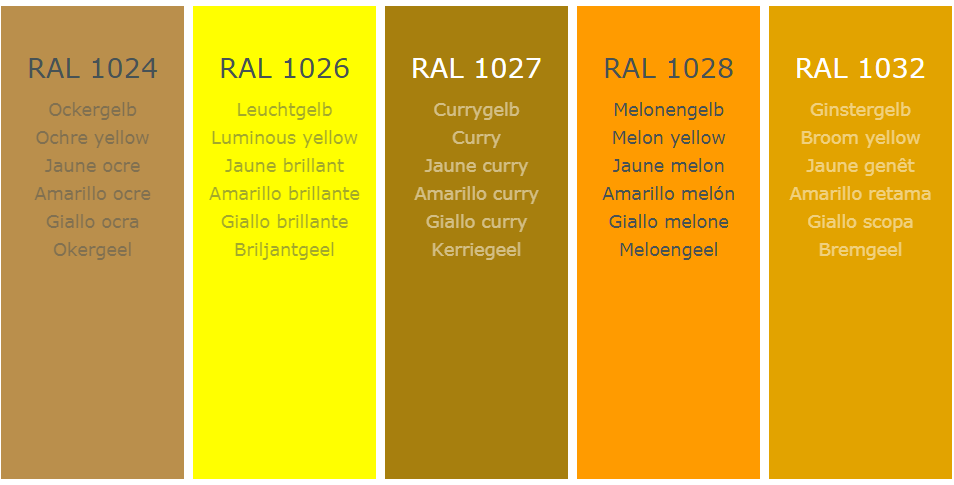 RAL 1024
Ockergelb
Ochre yellow
Jaune ocre
Amarillo ocre
Giallo ocra
Okergeel
RAL 1026
Leuchtgelb
Luminous yellow
Jaune brillant
Amarillo brillante
Giallo brillante
Briljantgeel
RAL 1027
Currygelb
Curry
Jaune curry
Amarillo curry
Giallo curry
Kerriegeel
RAL 1028
Melonengelb
Melon yellow
Jaune melon
Amarillo melón
Giallo melone
Meloengeel
RAL 1032
Ginstergelb
Broom yellow
Jaune genêt
Amarillo retama
Giallo scopa
Bremgeel